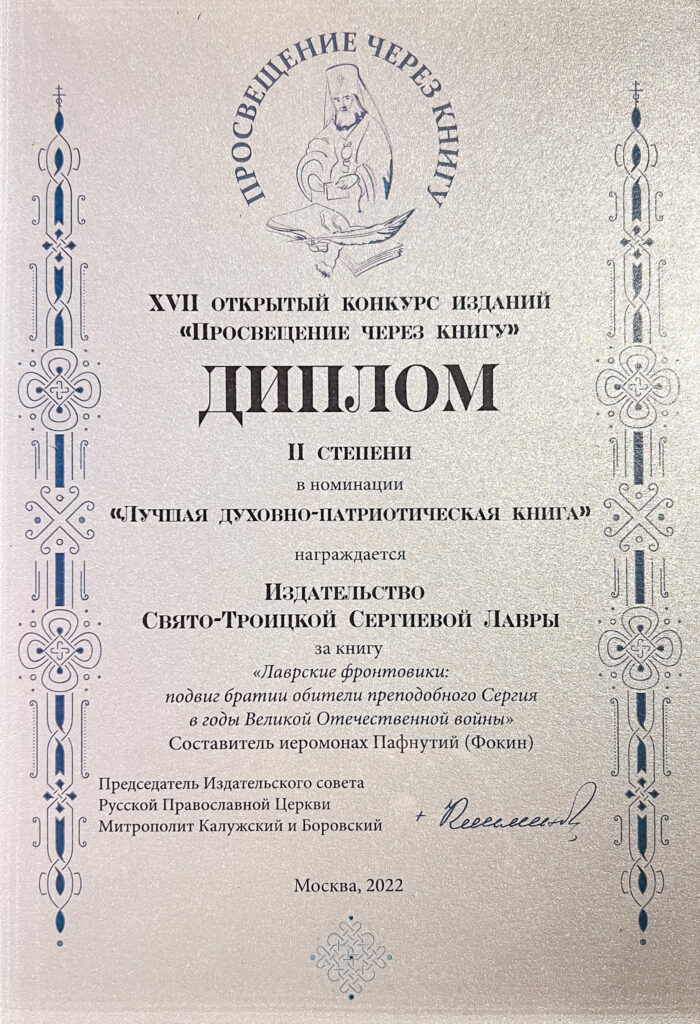 ПРОСВЕЩЕНИЕ ЧЕРЕЗ КНИГУ
XVII ОТКРЫТЫЙ КОНКУРС ИЗДАНИЙ
«ПРОСВЕЩЕНИЕ ЧЕРЕЗ КНИГУ»
ДИПЛОМ
II СТЕПЕНИ
в номинации
«ЛУЧШАЯ ДУХОВНО-ПАТРИОТИЧЕСКАЯ КНИГА»
награждается
ИЗДАТЕЛЬСТВО
СВЯТО-ТРОИЦКОЙ СЕРГИЕВОЙ ЛАВРЫ
за книгу
«Лаврские фронтовики:
подвиг братии обители преподобного Сергия
в годы Великой Отечественной войны»
Составитель иеромонах Пафнутий (Фокин)
Председатель Издательского совета
Русской Православной Церкви
Митрополит Калужский и Боровский
Москва, 2022